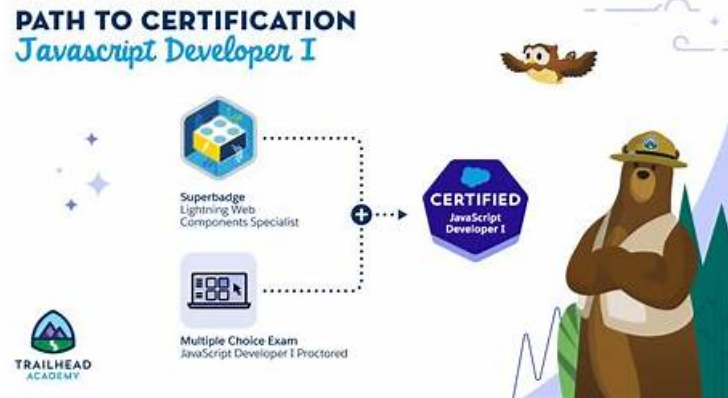 PATH TO CERTIFICATION
Javascript Developer I
Superbadge
Lightning Web
Components Specialist
CERTIFIED
JavaScript
Developer I
Multiple Choice Exam
JavaScript Developer I Proctored
TRAILHEAD
ACADEMY